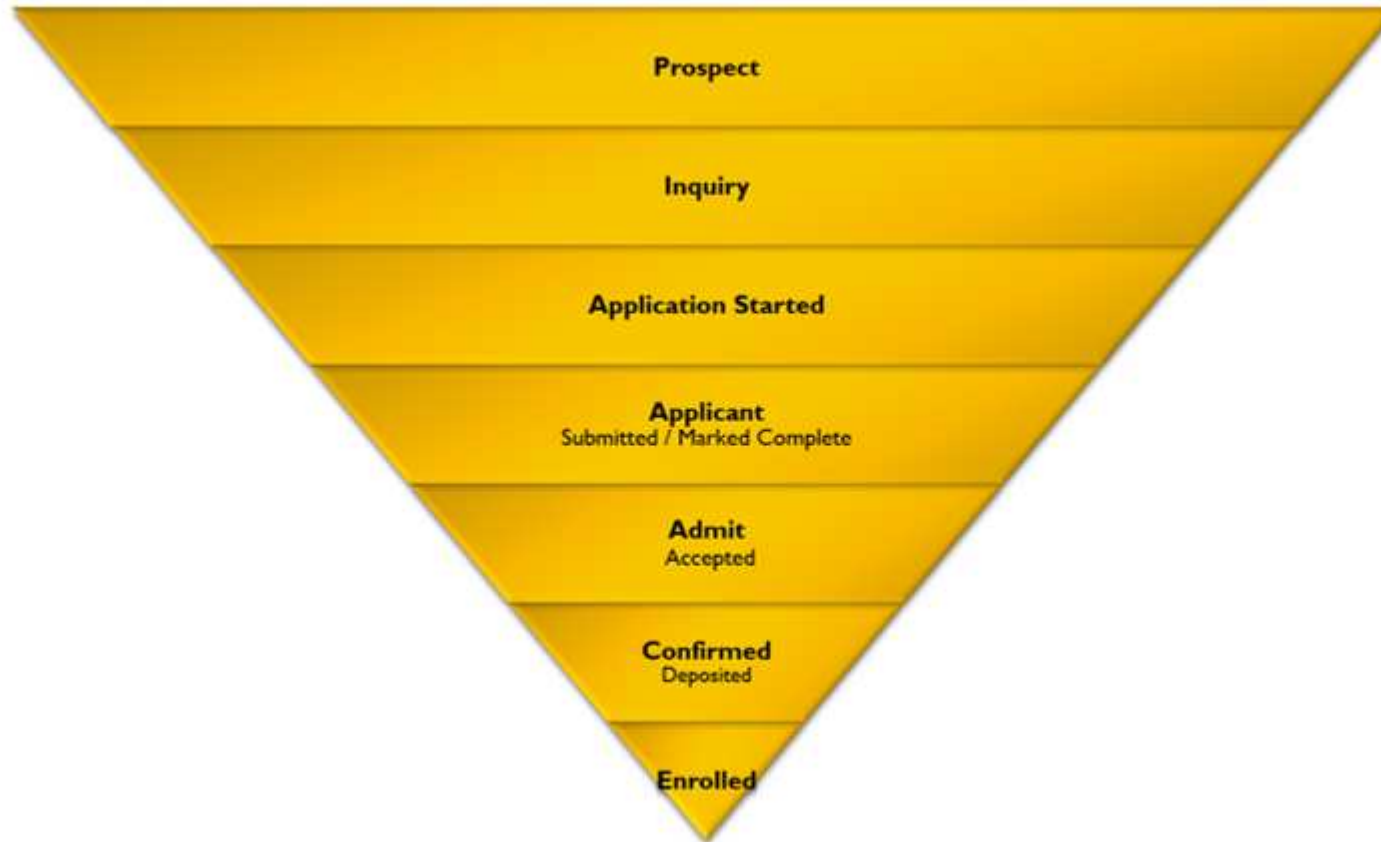 Prospect
Inquiry
Application Started
Applicant
Submitted / Marked Complete
Admit
Accepted
Confirmed
Deposited
Enrolled